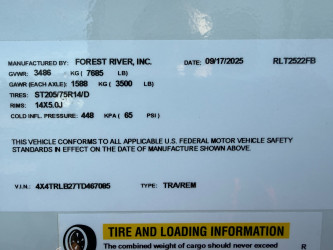 MANUFACTURED BY: FOREST RIVER, INC. DATE: 09/17/2025 RLT2522FB
GVWR: 3486 KG ( 7685 LB)
GAWR (EACH AXLE): 1588 KG ( 3500 LB)
TIRES: ST205/75R14/D
RIMS: 14X5.0J
COLD INFL. PRESSURE: 448 KPA ( 65 PSI)
THIS VEHICLE CONFORMS TO ALL APPLICABLE U.S. FEDERAL MOTOR VEHICLE SAFETY
STANDARDS IN EFFECT ON THE DATE OF MANUFACTURE SHOWN ABOVE.
V.I.N.: 4X4TRLB27TD467085 TYPE: TRA/REM
TIRE AND LOADING INFORMATION
The combined weight of cargo should never exceed R